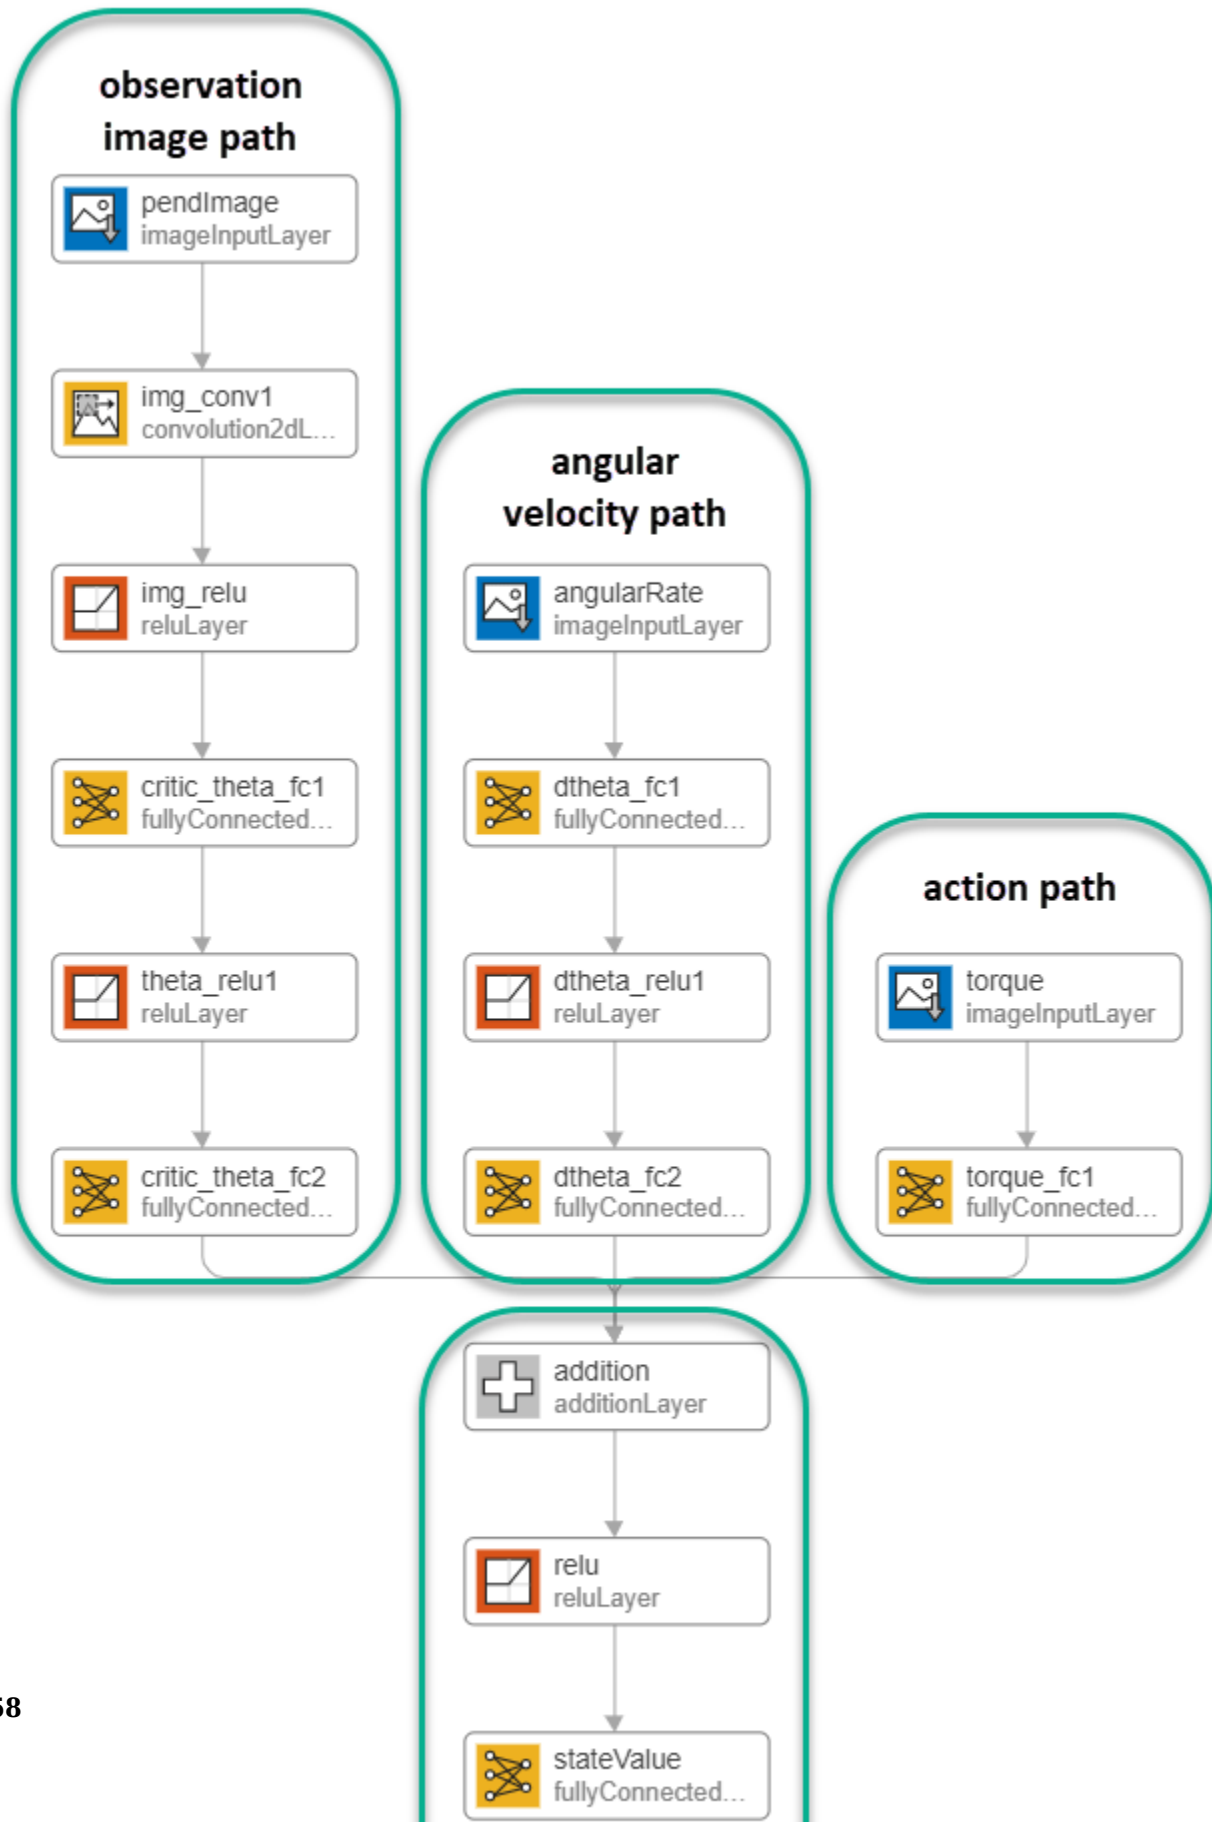 observation
image path
pendImage
imageInputLayer
img_conv1
convolution2dL...
img_relu
reluLayer
critic_theta_fc1
fullyConnected...
theta_relu1
reluLayer
critic_theta_fc2
fullyConnected...
angular
velocity path
angularRate
imageInputLayer
dtheta_fc1
fullyConnected...
dtheta_relu1
reluLayer
dtheta_fc2
fullyConnected...
action path
torque
imageInputLayer
torque_fc1
fullyConnected...
addition
additionLayer
relu
reluLayer
stateValue
fullyConnected...